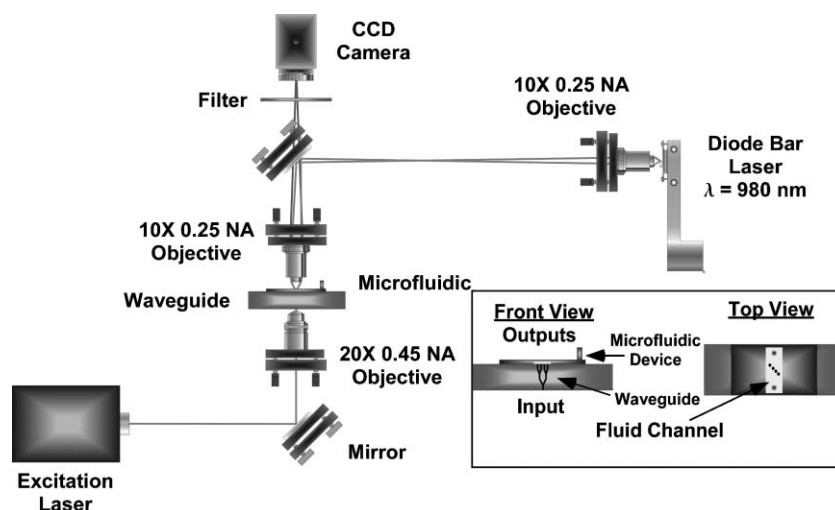 CCD
Camera
Filter
10X 0.25 NA
Objective
Diode Bar
Laser
λ = 980 nm
10X 0.25 NA
Objective
Waveguide
Microfluidic
20X 0.45 NA
Objective
Mirror
Excitation
Laser
Front View
Outputs
Microfluidic
Device
Waveguide
Input
Top View
Fluid Channel